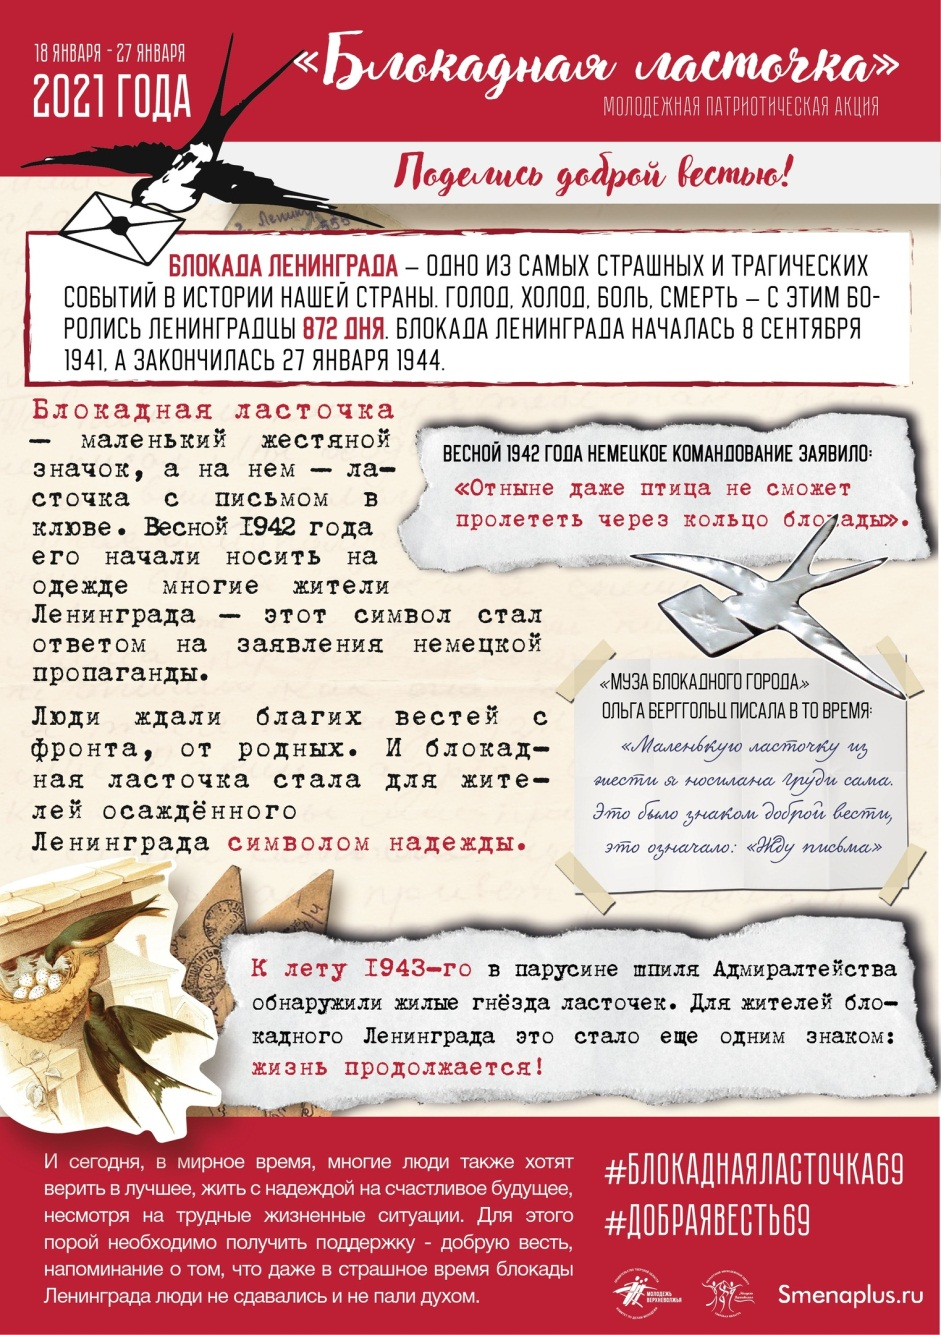 18 ЯНВАРЯ - 27 ЯНВАРЯ
2021 ГОДА
«Блокадная ласточка»
МОЛОДЕЖНАЯ ПАТРИОТИЧЕСКАЯ АКЦИЯ
Поделись доброй вестью!
БЛОКАДА ЛЕНИНГРАДА – ОДНО ИЗ САМЫХ СТРАШНЫХ И ТРАГИЧЕСКИХ
СОБЫТИЙ В ИСТОРИИ НАШЕЙ СТРАНЫ. ГОЛОД, ХОЛОД, БОЛЬ, СМЕРТЬ – С ЭТИМ БО-
РОЛИСЬ ЛЕНИНГРАДЦЫ 872 ДНЯ. БЛОКАДА ЛЕНИНГРАДА НАЧАЛАСЬ 8 СЕНТЯБРЯ
1941, А ЗАКОНЧИЛАСЬ 27 ЯНВАРЯ 1944.
Блокадная ласточка
– маленький жестяной
значок, а на нем – ла-
сточка с письмом в
клюве. Весной 1942 года
его начали носить на
одежде многие жители
Ленинграда – этот символ стал
ответом на заявления немецкой
пропаганды.
Люди ждали благих вестей с
фронта, от родных. И блокад-
ная ласточка стала для жите-
лей осаждённого
Ленинграда символом надежды.
ВЕСНОЙ 1942 ГОДА НЕМЕЦКОЕ КОМАНДОВАНИЕ ЗАЯВИЛО:
«Отныне даже птица не сможет
пролететь через кольцо блокады».
«МУЗА БЛОКАДНОГО ГОРОДА»
ОЛЬГА БЕРГГОЛЬЦ ПИСАЛА В ТО ВРЕМЯ:
«Маленькую ласточку из
жести я носилана груди сама.
Это было знаком доброй вести,
это означало: «Жду письма»
К лету 1943-го в парусине шпиля Адмиралтейства
обнаружили жилые гнёзда ласточек. Для жителей бло-
кадного Ленинграда это стало еще одним знаком:
жизнь продолжается!
И сегодня, в мирное время, многие люди также хотят
верить в лучшее, жить с надеждой на счастливое будущее,
несмотря на трудные жизненные ситуации. Для этого
порой необходимо получить поддержку - добрую весть,
напоминание о том, что даже в страшное время блокады
Ленинграда люди не сдавались и не пали духом.
#БЛОКАДНАЯЛАСТОЧКА69
#ДОБРАЯВЕСТЬ69
МОЛОДЕЖЬ
ВЕРХНЕВОЛЖЬЯ
Smenaplus.ru